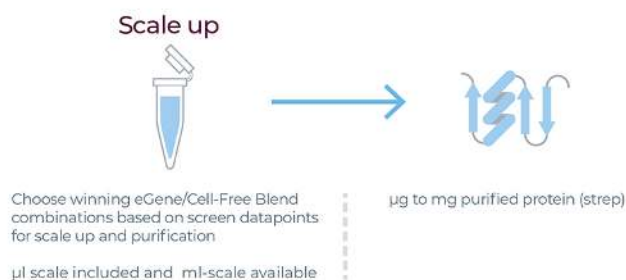 Scale up
Choose winning eGene/Cell-Free Blend
combinations based on screen datapoints
for scale up and purification
µl scale included and ml-scale available
µg to mg purified protein (strep)